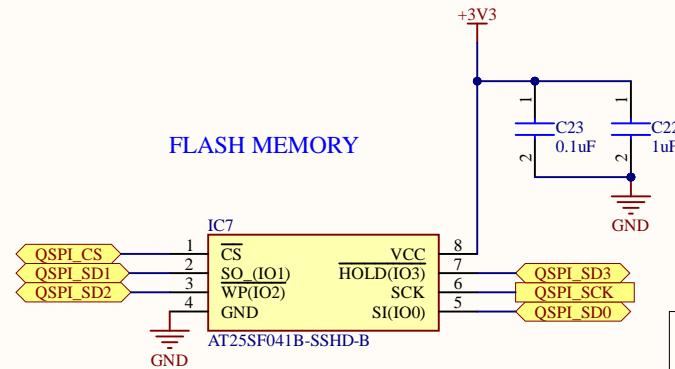 +3V3
1 1
C23 C22
0.1uF 1uF
2 2
GND
FLASH MEMORY
IC7
QSPI_CS 1 CS VCC 8
QSPI_SD1 2 SO_(IO1) HOLD(IO3) 7 QSPI_SD3
QSPI_SD2 3 WP(IO2) SCK 6 QSPI_SCK
4 GND SI(IO0) 5 QSPI_SD0
AT25SF041B-SSHD-B
GND